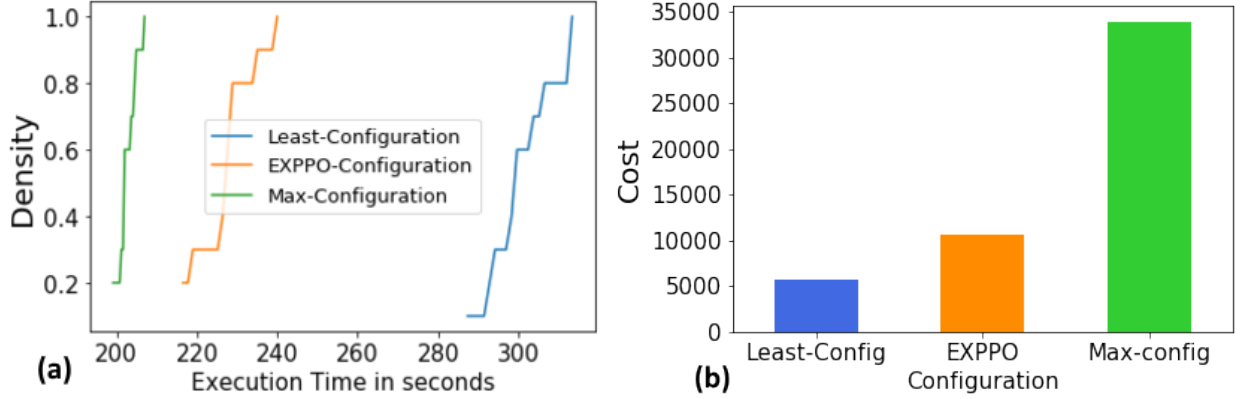 1.0
0.8
0.6
0.4
0.2
Density
Least-Configuration
EXPPO-Configuration
Max-Configuration
200 220 240 260 280 300
Execution Time in seconds
(a)
35000
30000
25000
20000
15000
10000
5000
0
Cost
Least-Config EXPPO Max-config
Configuration
(b)